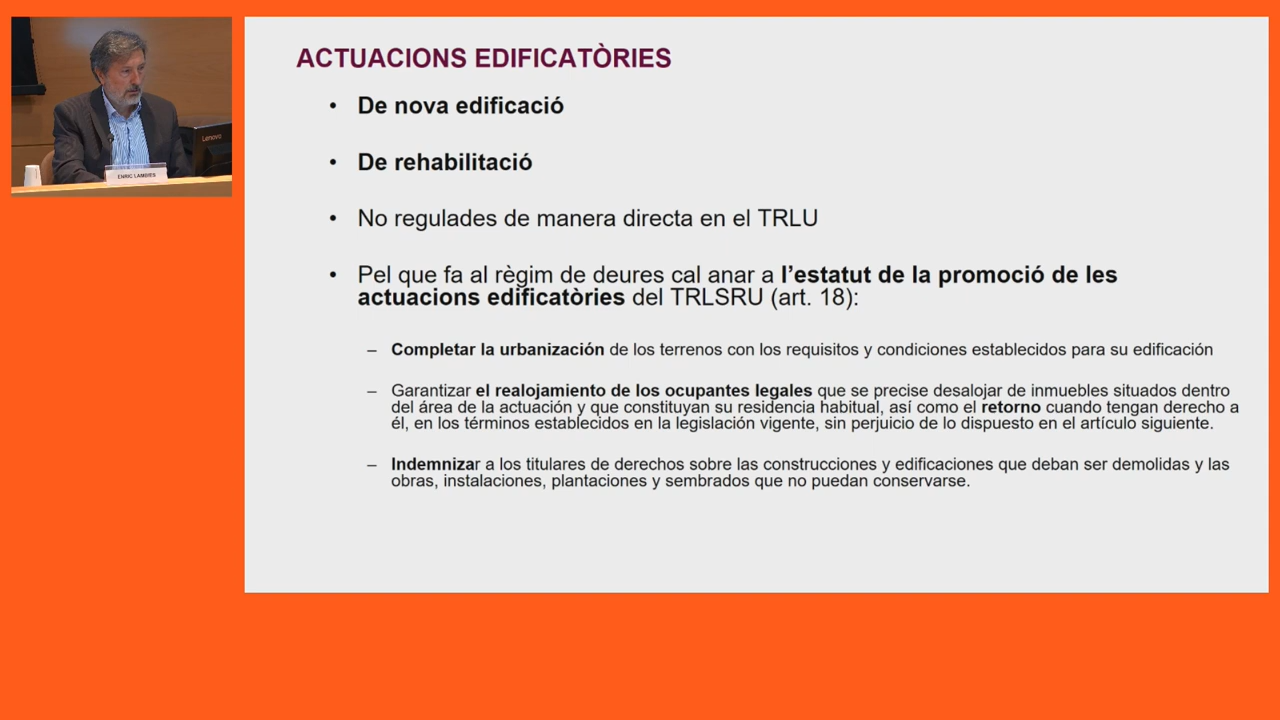 Lenovo
ENRIC LAMBIES
ACTUACIONS EDIFICATÒRIES
• De nova edificació
• De rehabilitació
• No regulades de manera directa en el TRLU
• Pel que fa al règim de deures cal anar a l’estatut de la promoció de les
actuacions edificatòries del TRLSRU (art. 18):
– Completar la urbanización de los terrenos con los requisitos y condiciones establecidos para su edificación
– Garantizar el realojamiento de los ocupantes legales que se precise desalojar de inmuebles situados dentro
del área de la actuación y que constituyan su residencia habitual, así como el retorno cuando tengan derecho a
él, en los términos establecidos en la legislación vigente, sin perjuicio de lo dispuesto en el artículo siguiente.
– Indemnizar a los titulares de derechos sobre las construcciones y edificaciones que deban ser demolidas y las
obras, instalaciones, plantaciones y sembrados que no puedan conservarse.